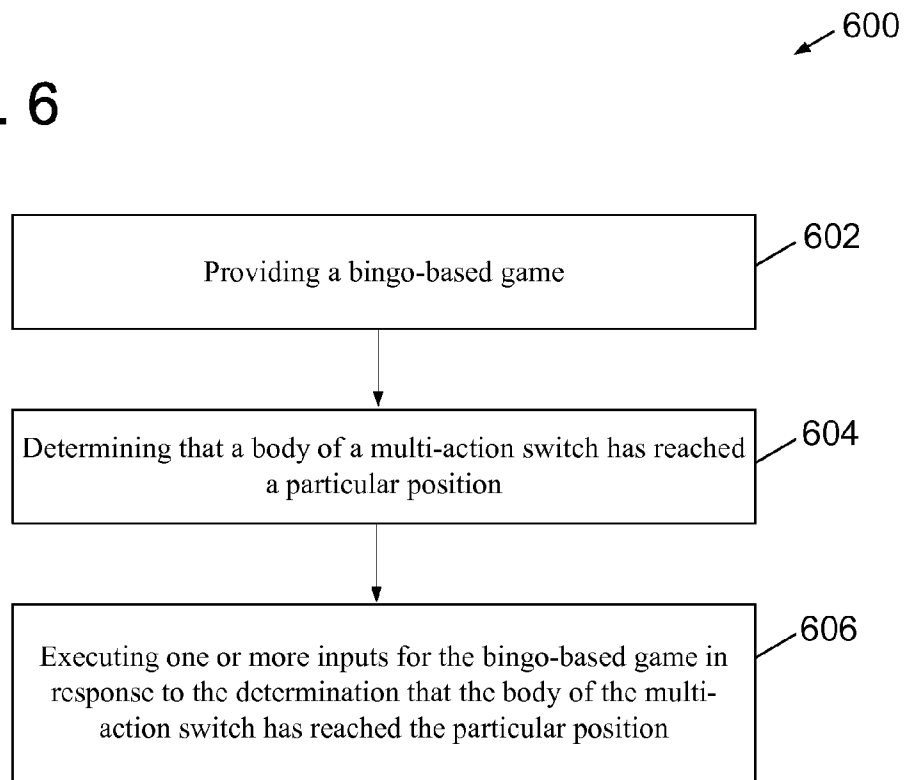 600
. 6
602
Providing a bingo-based game
604
Determining that a body of a multi-action switch has reached
a particular position
606
Executing one or more inputs for the bingo-based game in
response to the determination that the body of the multi-
action switch has reached the particular position